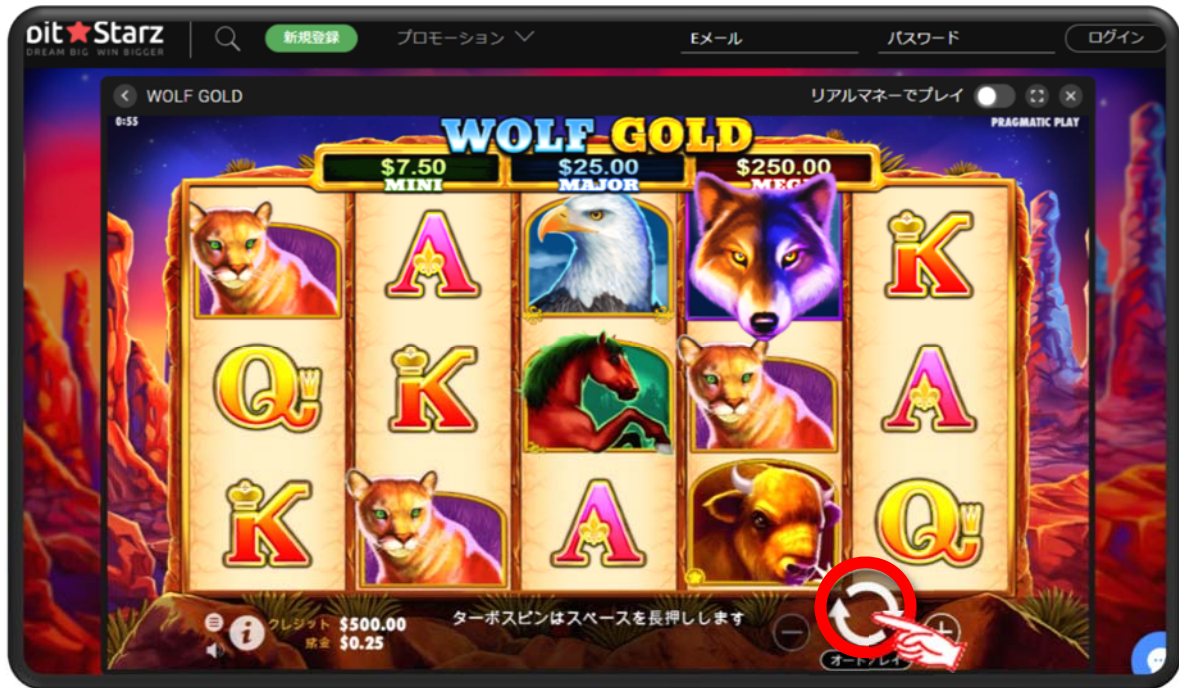 bit★Starz
DREAM BIG WIN BIGGER
新規登録
プロモーション
Eメール
パスワード
ログイン
WOLF GOLD
リアルマネーでプレイ
0:55
PRAGMATIC PLAY
WOLF GOLD
$7.50
MINI
$25.00
MAJOR
$250.00
MEGA
A
K
Q
K
A
K
A
Q
クレジット $500.00
賭金 $0.25
ターボスピンはスペースを長押しします
オートプレイ